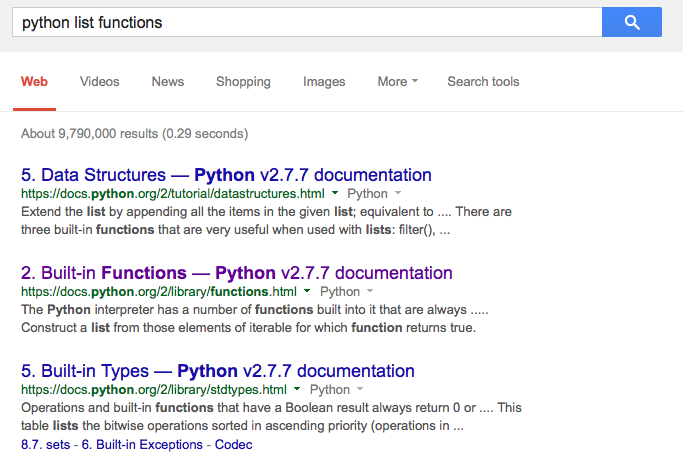 python list functions
Web Videos News Shopping Images More Search tools
About 9,790,000 results (0.29 seconds)
5. Data Structures — Python v2.7.7 documentation
https://docs.python.org/2/tutorial/datastructures.html Python
Extend the list by appending all the items in the given list; equivalent to .... There are
three built-in functions that are very useful when used with lists: filter(), ...
2. Built-in Functions — Python v2.7.7 documentation
https://docs.python.org/2/library/functions.html Python
The Python interpreter has a number of functions built into it that are always .....
Construct a list from those elements of iterable for which function returns true.
5. Built-in Types — Python v2.7.7 documentation
https://docs.python.org/2/library/stdtypes.html Python
Operations and built-in functions that have a Boolean result always return 0 or .... This
table lists the bitwise operations sorted in ascending priority (operations in ...
8.7. sets - 6. Built-in Exceptions - Codec